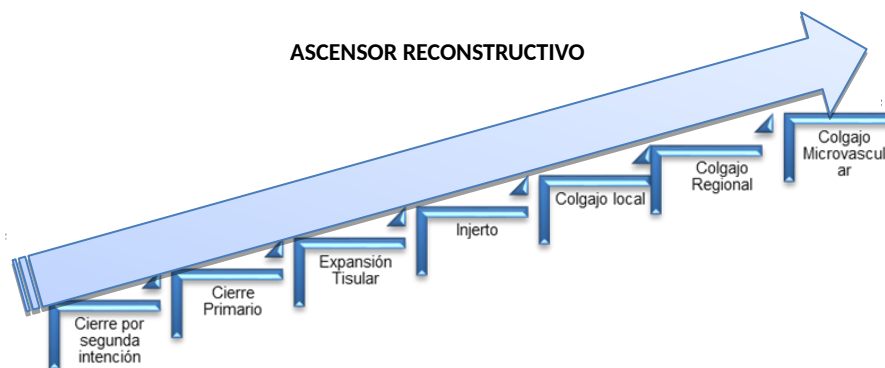 ASCENSOR RECONSTRUCTIVO
Colgajo
Microvascul
ar
Colgajo
Regional
Colgajo local
Injerto
Expansión
Tisular
Cierre
Primario
Cierre por
segunda
intención